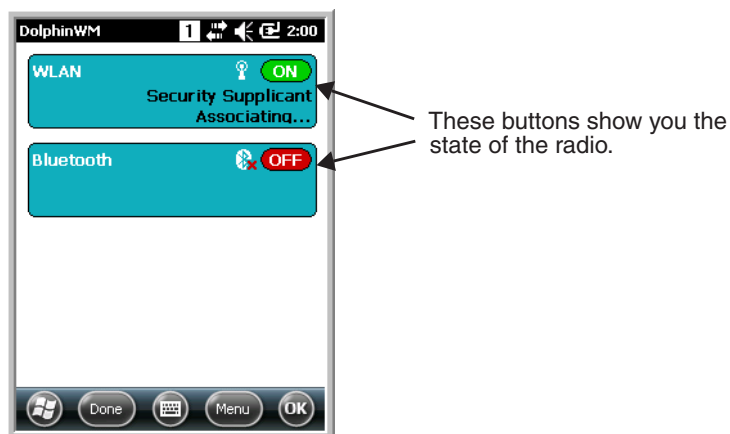 DolphinWM 1 2:00
WLAN ON
Security Supplicant
Associating...
Bluetooth OFF
These buttons show you the
state of the radio.
Done Menu OK